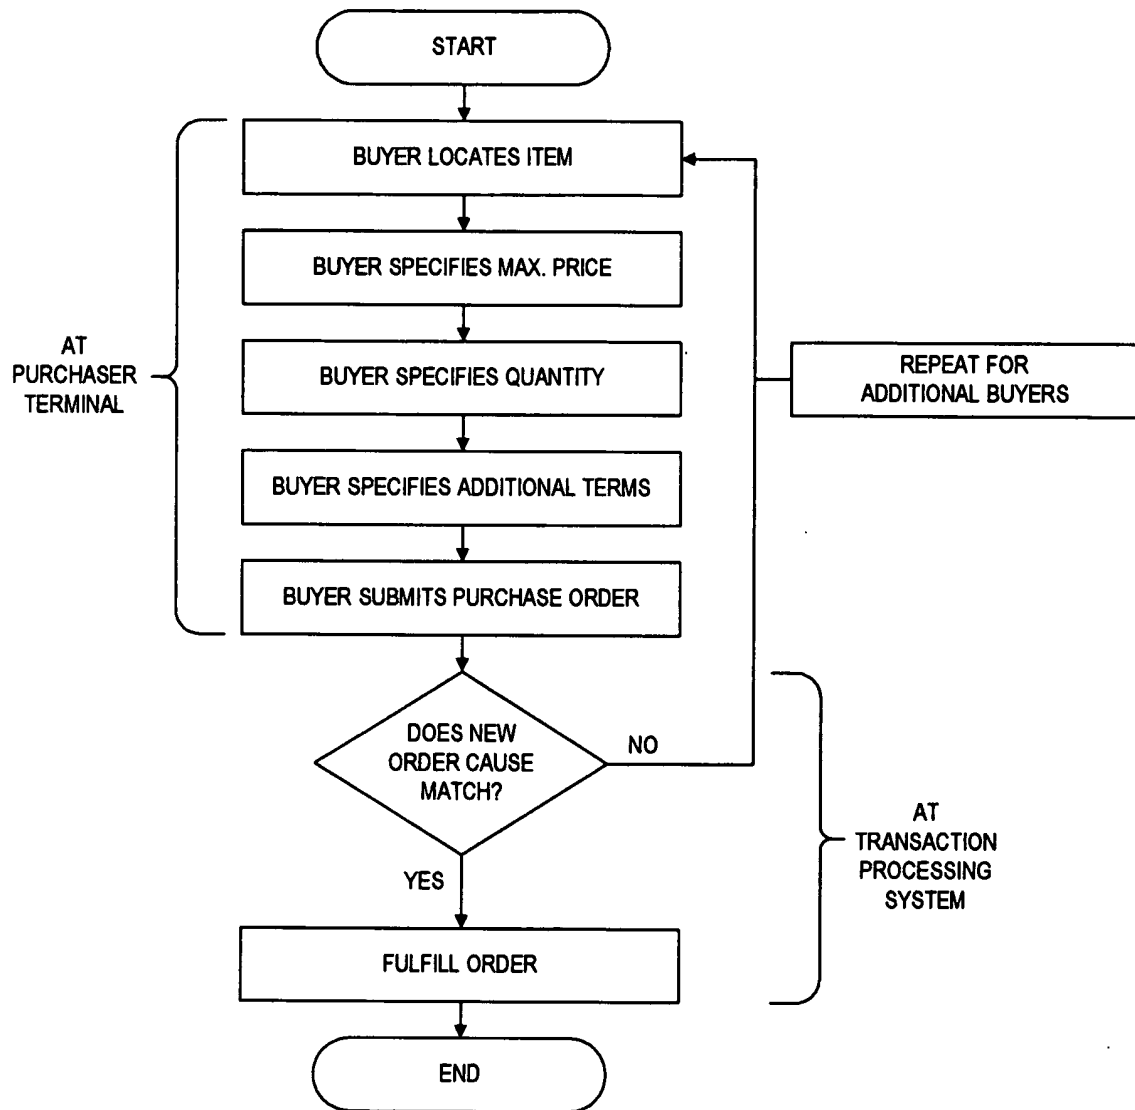 START
BUYER LOCATES ITEM
BUYER SPECIFIES MAX. PRICE
AT
PURCHASER
TERMINAL
BUYER SPECIFIES QUANTITY
REPEAT FOR
ADDITIONAL BUYERS
BUYER SPECIFIES ADDITIONAL TERMS
BUYER SUBMITS PURCHASE ORDER
DOES NEW
ORDER CAUSE
MATCH?
NO
YES
AT
TRANSACTION
PROCESSING
SYSTEM
FULFILL ORDER
END